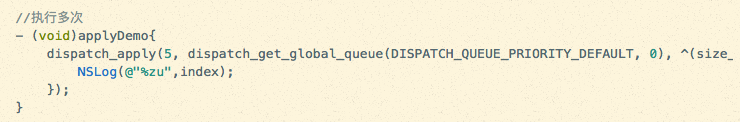 //执行多次
- (void)applyDemo{
dispatch_apply(5, dispatch_get_global_queue(DISPATCH_QUEUE_PRIORITY_DEFAULT, 0), ^(size_
NSLog(@"%zu",index);
});
}